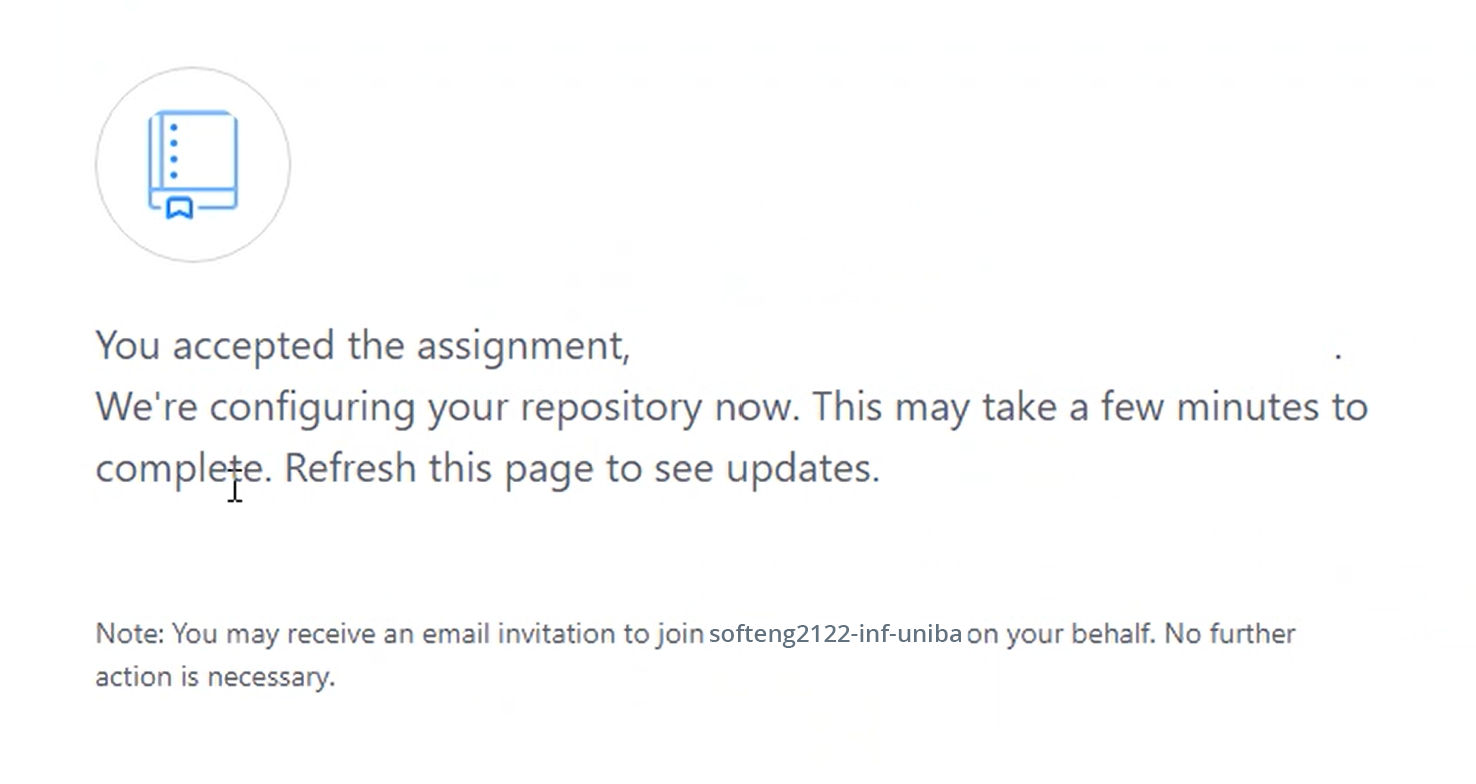 You accepted the assignment, .
We're configuring your repository now. This may take a few minutes to
complete. Refresh this page to see updates.
Note: You may receive an email invitation to join softeng2122-inf-uniba on your behalf. No further
action is necessary.